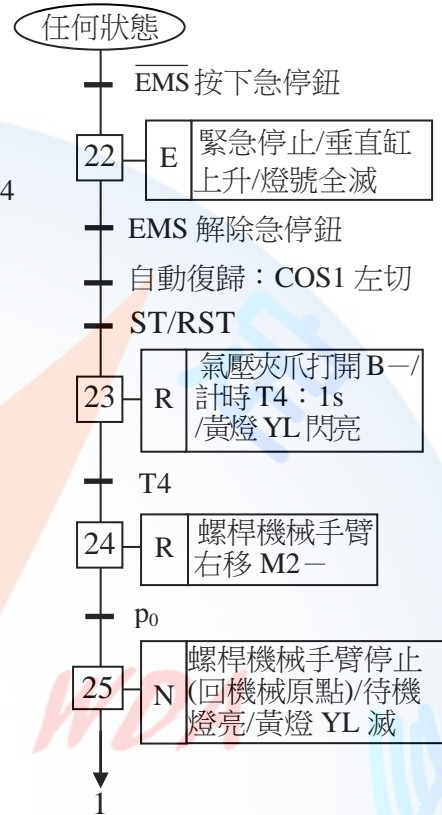 任何狀態
EMS 按下急停鈕
22
E
緊急停止/垂直缸
上升/燈號全滅
4
EMS 解除急停鈕
自動復歸：COS1 左切
ST/RST
23
R
氣壓夾爪打開 B－/
計時 T4：1s
/黃燈 YL 閃亮
T4
24
R
螺桿機械手臂
右移 M2－
p₀
25
N
螺桿機械手臂停止
(回機械原點)/待機
燈亮/黃燈 YL 滅
WDA
1